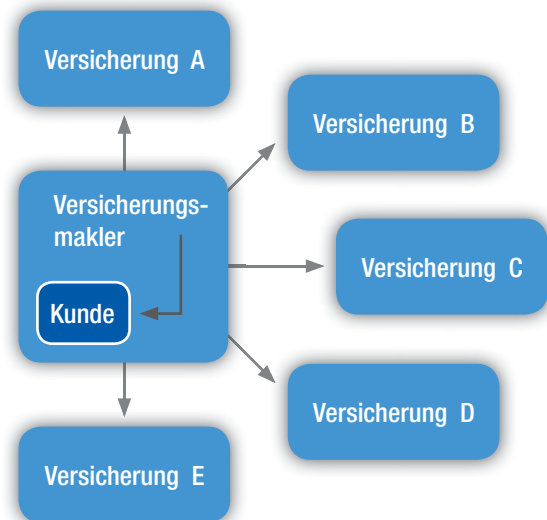 Versicherung A
Versicherung B
Versicherungs-
makler
Versicherung C
Kunde
Versicherung D
Versicherung E